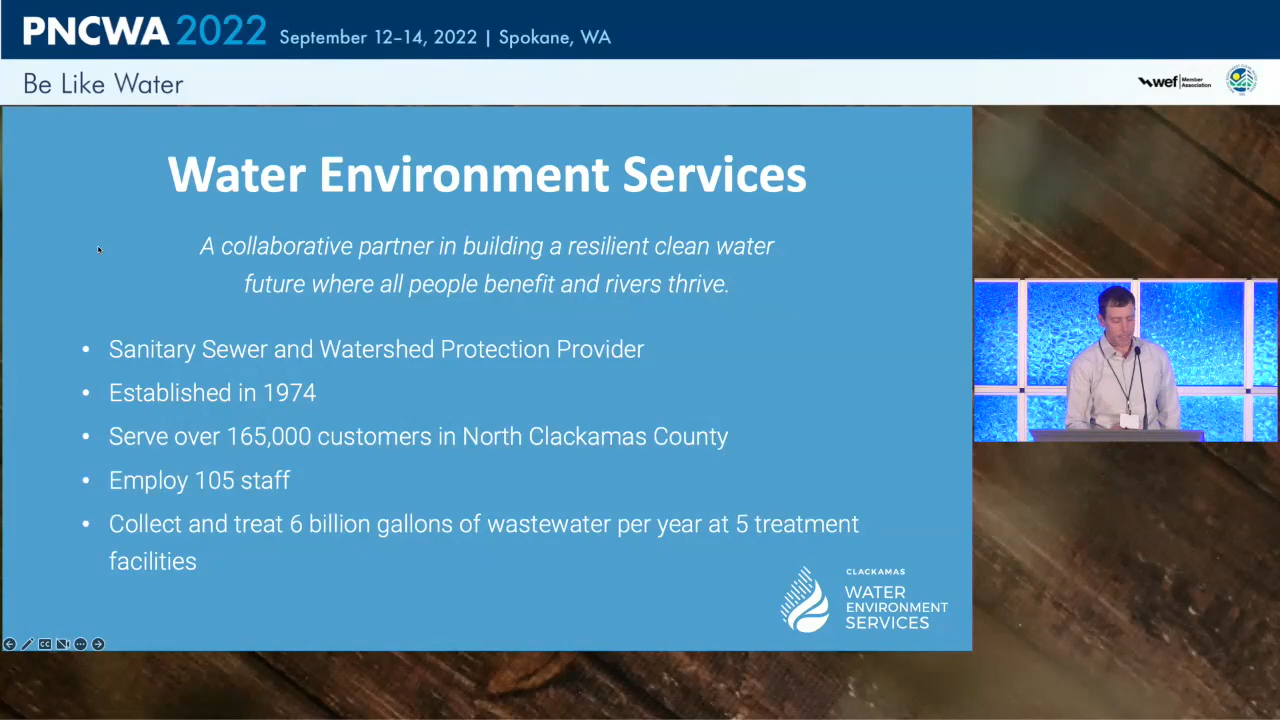 PNCWA 2022 September 12–14, 2022 | Spokane, WA
Be Like Water
wef Member Association
Water Environment Services
A collaborative partner in building a resilient clean water
future where all people benefit and rivers thrive.
• Sanitary Sewer and Watershed Protection Provider
• Established in 1974
• Serve over 165,000 customers in North Clackamas County
• Employ 105 staff
• Collect and treat 6 billion gallons of wastewater per year at 5 treatment
facilities
CLACKAMAS
WATER
ENVIRONMENT
SERVICES
CC